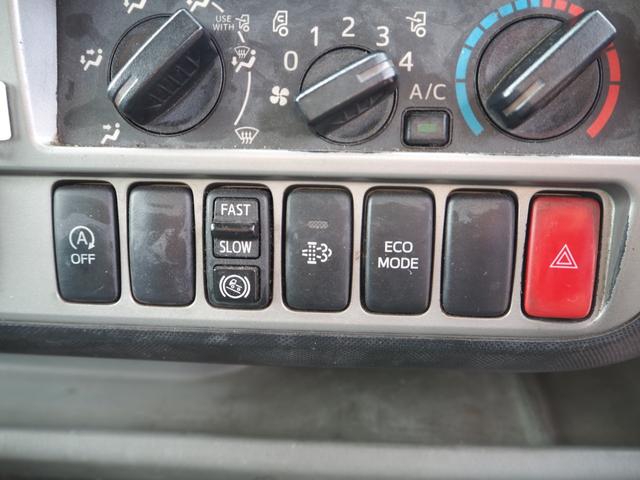 USE
WITH
0 1 2 3 4
A/C
A
OFF
FAST
SLOW
ECO
MODE